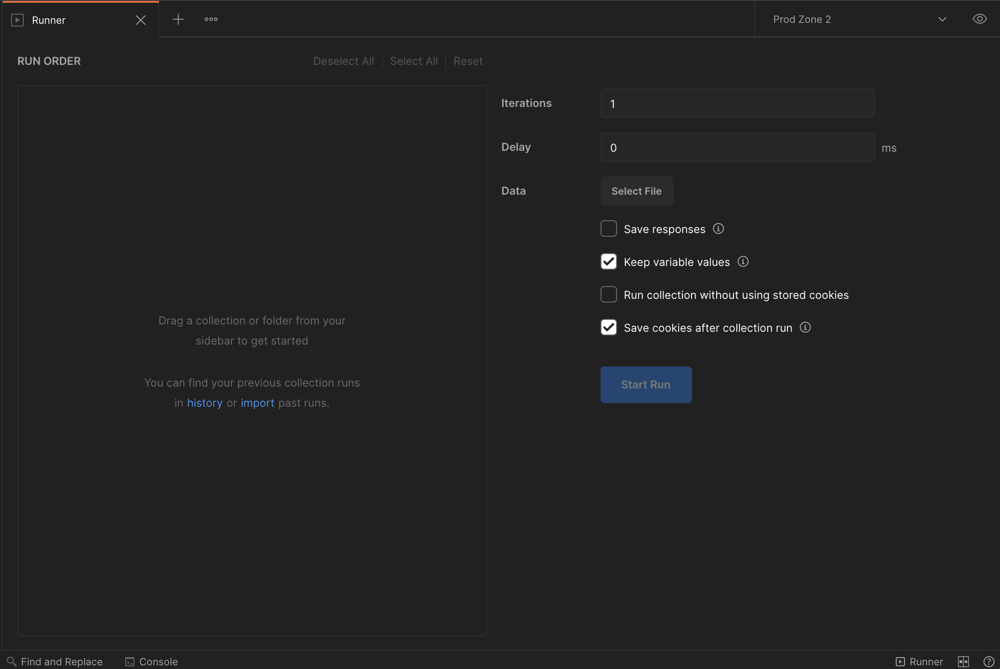 Runner
Prod Zone 2
RUN ORDER
Deselect All
Select All
Reset
Drag a collection or folder from your
sidebar to get started
You can find your previous collection runs
in history or import past runs.
Iterations
1
Delay
0
ms
Data
Select File
Save responses
Keep variable values
Run collection without using stored cookies
Save cookies after collection run
Start Run
Find and Replace
Console
Runner